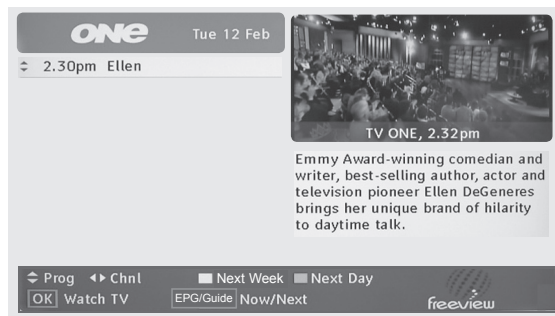 ONE Tue 12 Feb
2.30pm Ellen
TV ONE, 2.32pm
Emmy Award-winning comedian and
writer, best-selling author, actor and
television pioneer Ellen DeGeneres
brings her unique brand of hilarity
to daytime talk.
Prog Chnl Next Week Next Day
OK Watch TV EPG/Guide Now/Next
freeview